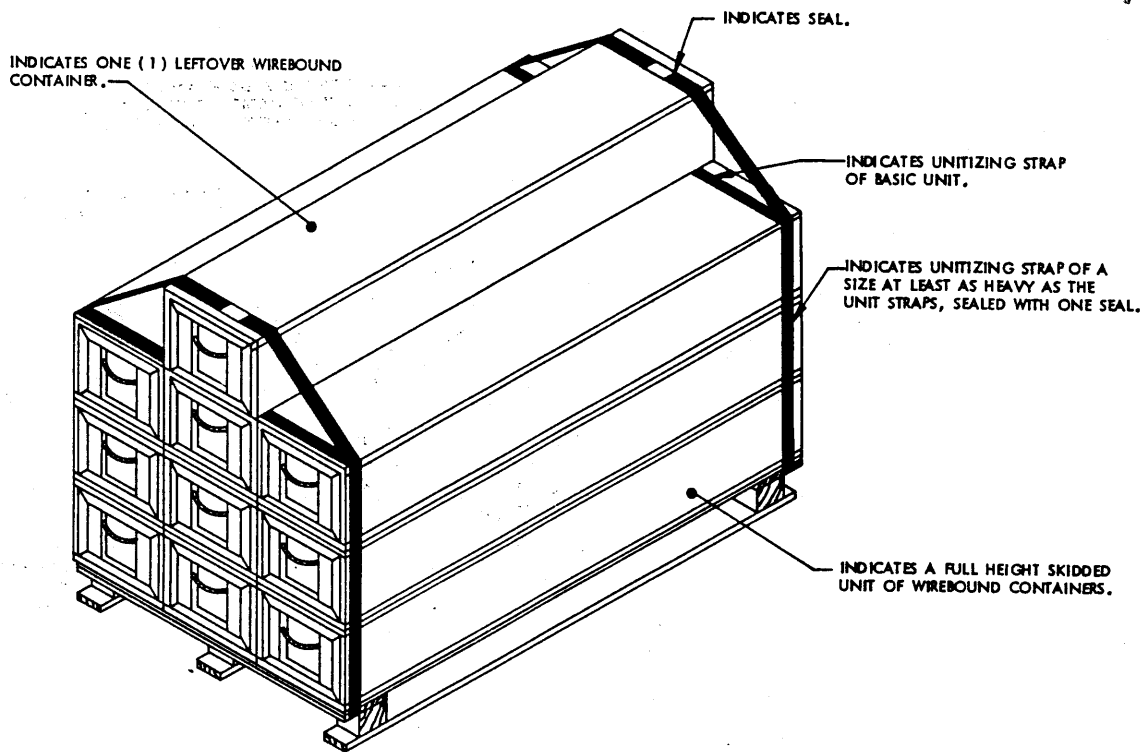 INDICATES SEAL.
INDICATES ONE (1) LEFTOVER WIREBOUND
CONTAINER.
INDICATES UNITIZING STRAP
OF BASIC UNIT.
INDICATES UNITIZING STRAP OF A
SIZE AT LEAST AS HEAVY AS THE
UNIT STRAPS, SEALED WITH ONE SEAL.
INDICATES A FULL HEIGHT SKIDDED
UNIT OF WIREBOUND CONTAINERS.